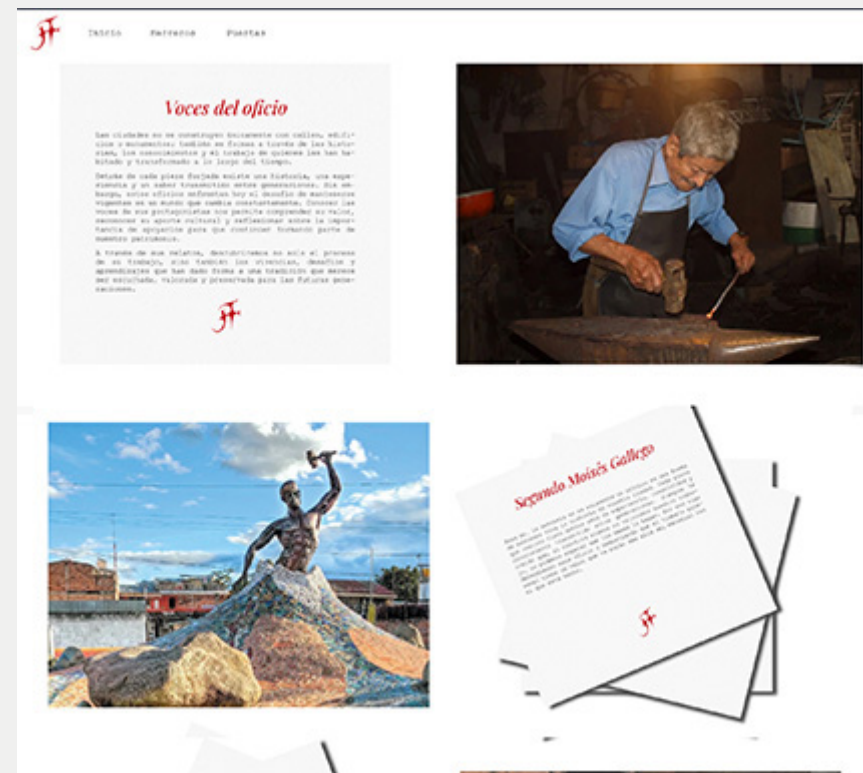 Inicio Herreros Puertas
Voces del oficio
Las ciudades no se construyen únicamente con calles, edifi-
cios o monumentos; también se forman a través de las histo-
rias, los conocimientos y el trabajo de quienes las han ha-
bitado y transformado a lo largo del tiempo.
Detrás de cada pieza forjada existe una historia, una expe-
riencia y un saber transmitido entre generaciones. Sin em-
bargo, estos oficios enfrentan hoy el desafío de mantenerse
vigentes en un mundo que cambia constantemente. Conocer las
voces de sus protagonistas nos permite comprender su valor,
reconocer su aporte cultural y reflexionar sobre la impor-
tancia de apoyarlos para que continúen formando parte de
nuestro patrimonio.
A través de sus relatos, descubriremos no solo el proceso
de su trabajo, sino también las vivencias, desafíos y
aprendizajes que han dado forma a una tradición que merece
ser escuchada, valorada y preservada para las futuras gene-
raciones.
Segundo Moisés Gallego